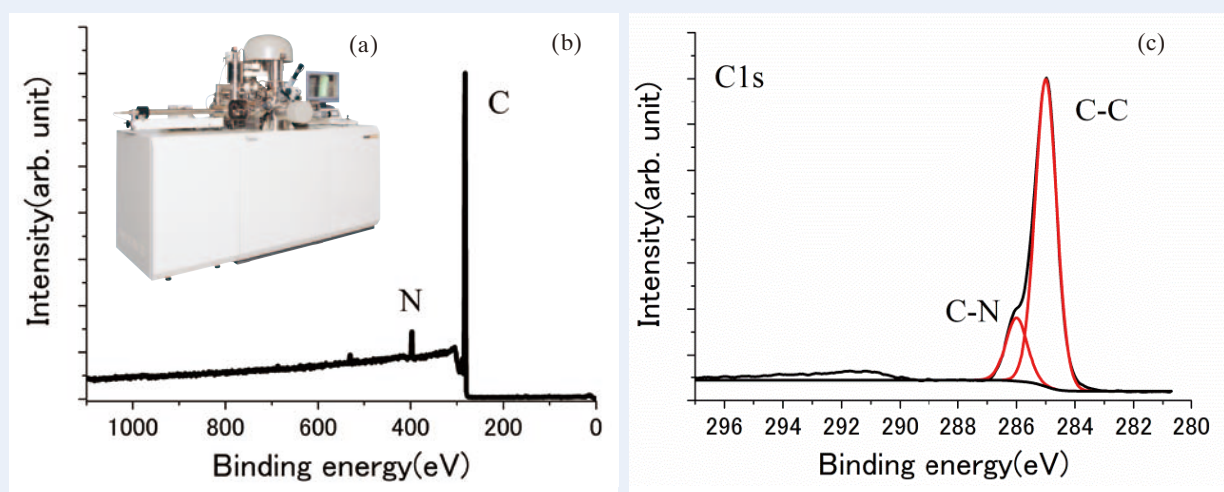 (a)
(b)
C
N
Intensity(arb. unit)
1000 800 600 400 200 0
Binding energy(eV)
(c)
C1s
C-C
C-N
Intensity(arb. unit)
296 294 292 290 288 286 284 282 280
Binding energy(eV)